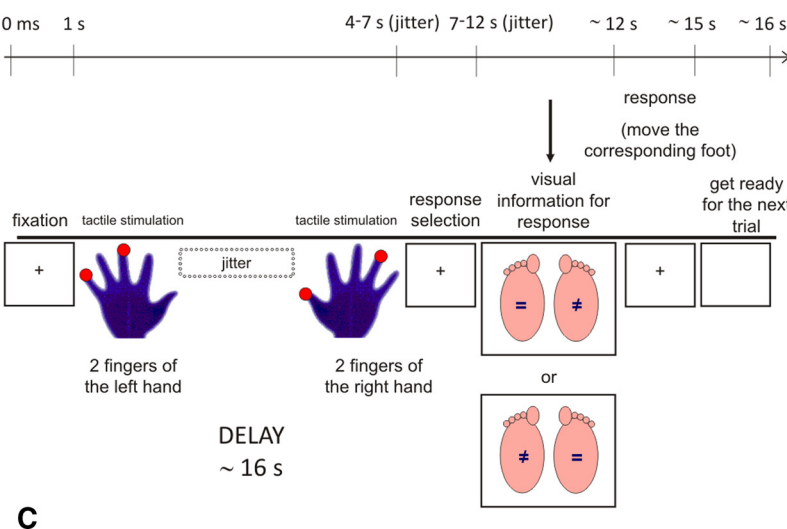 0 ms 1 s 4-7 s (jitter) 7-12 s (jitter) ~ 12 s ~ 15 s ~ 16 s
response
(move the
corresponding foot)
visual
information for
response
get ready
for the next
trial
response
selection
fixation
tactile stimulation
tactile stimulation
+
jitter
+
= ≠
+
2 fingers of
the left hand
2 fingers of
the right hand
or
≠ =
DELAY
~ 16 s
C